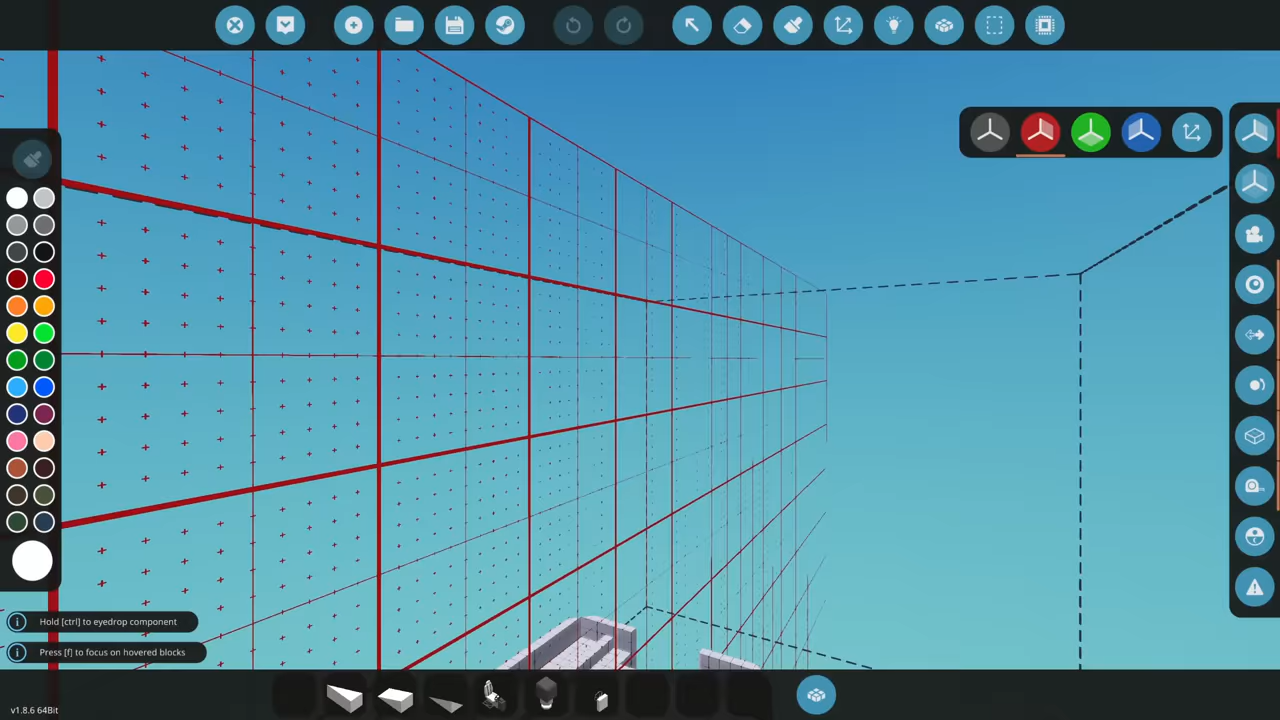 Hold [ctrl] to eyedrop component
Press [f] to focus on hovered blocks
v1.8.6 64Bit